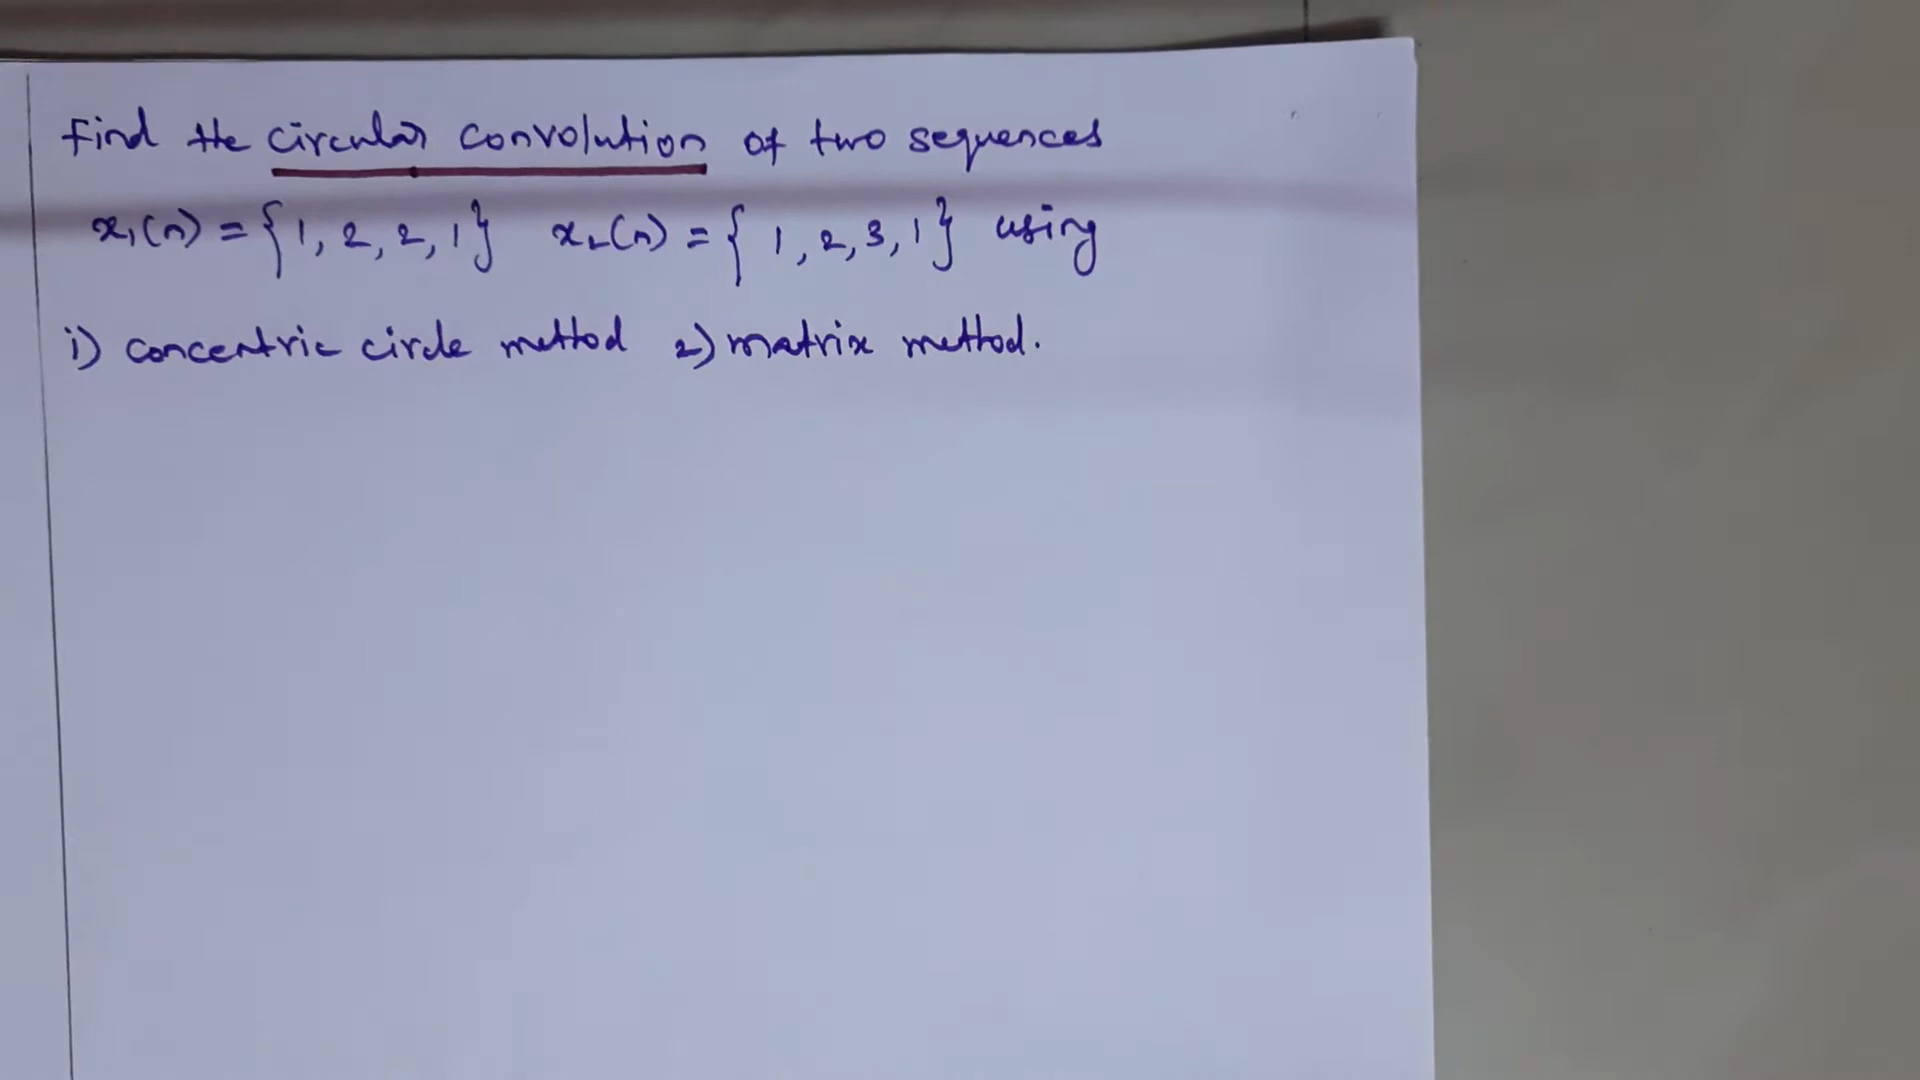 Find the circular convolution of two sequences
x₁(n) = {1, 2, 2, 1} x₂(n) = {1, 2, 3, 1} using
i) concentric circle method 2) matrix method.